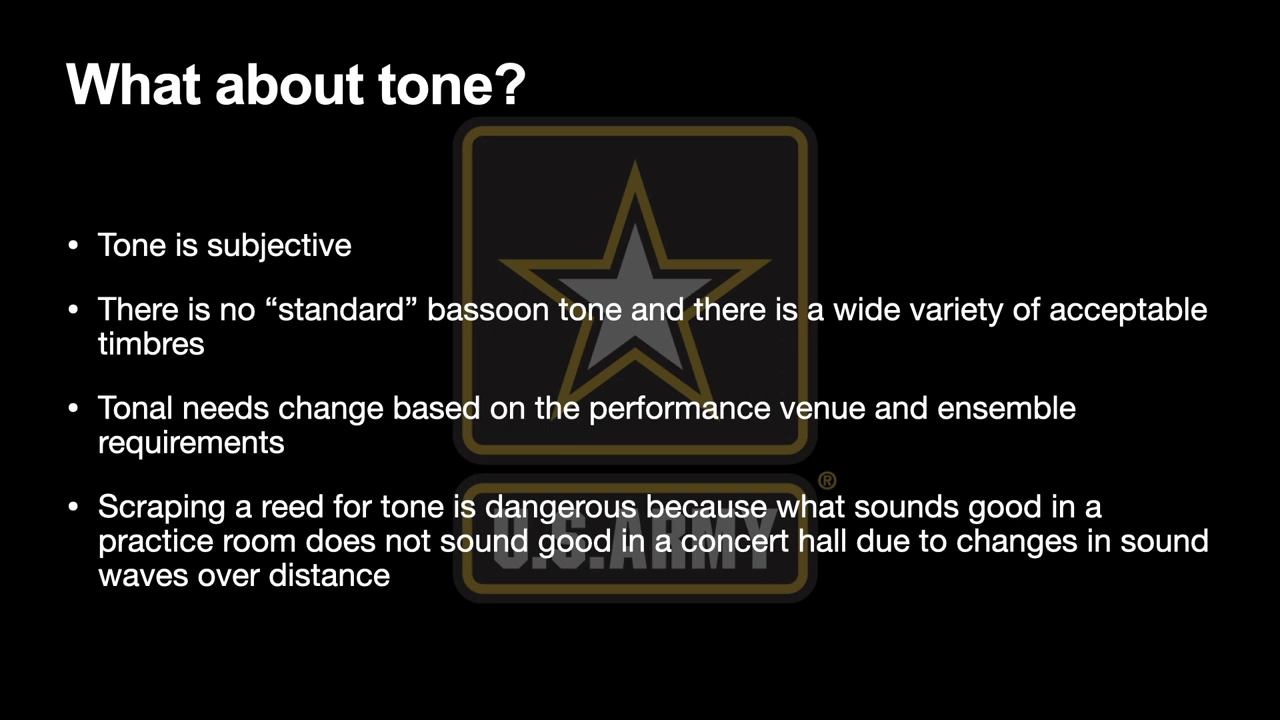 What about tone?
• Tone is subjective
• There is no “standard” bassoon tone and there is a wide variety of acceptable
timbres
• Tonal needs change based on the performance venue and ensemble
requirements
• Scraping a reed for tone is dangerous because what sounds good in a
practice room does not sound good in a concert hall due to changes in sound
waves over distance
U.S.ARMY
®